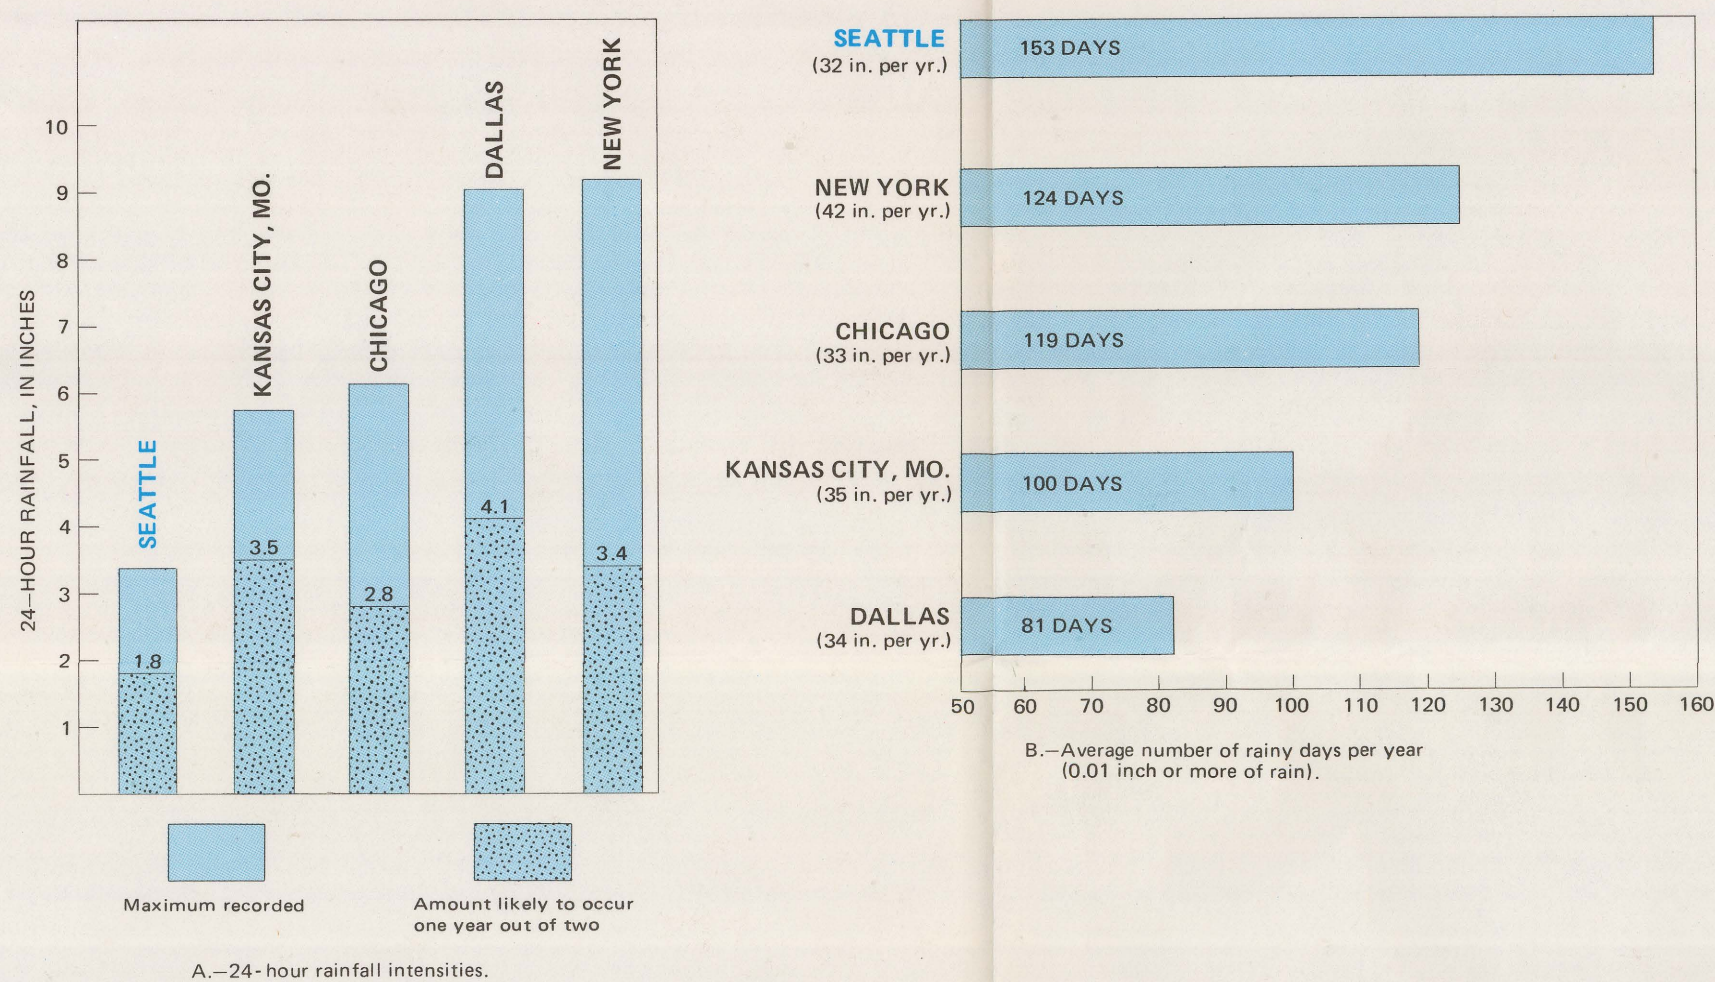 24—HOUR RAINFALL, IN INCHES
10
9
8
7
6
5
4
3
2
1
SEATTLE
1.8
KANSAS CITY, MO.
3.5
CHICAGO
2.8
DALLAS
4.1
NEW YORK
3.4
Maximum recorded
Amount likely to occur
one year out of two
A.—24-hour rainfall intensities.
SEATTLE
(32 in. per yr.)
153 DAYS
NEW YORK
(42 in. per yr.)
124 DAYS
CHICAGO
(33 in. per yr.)
119 DAYS
KANSAS CITY, MO.
(35 in. per yr.)
100 DAYS
DALLAS
(34 in. per yr.)
81 DAYS
50 60 70 80 90 100 110 120 130 140 150 160
B.—Average number of rainy days per year
(0.01 inch or more of rain).